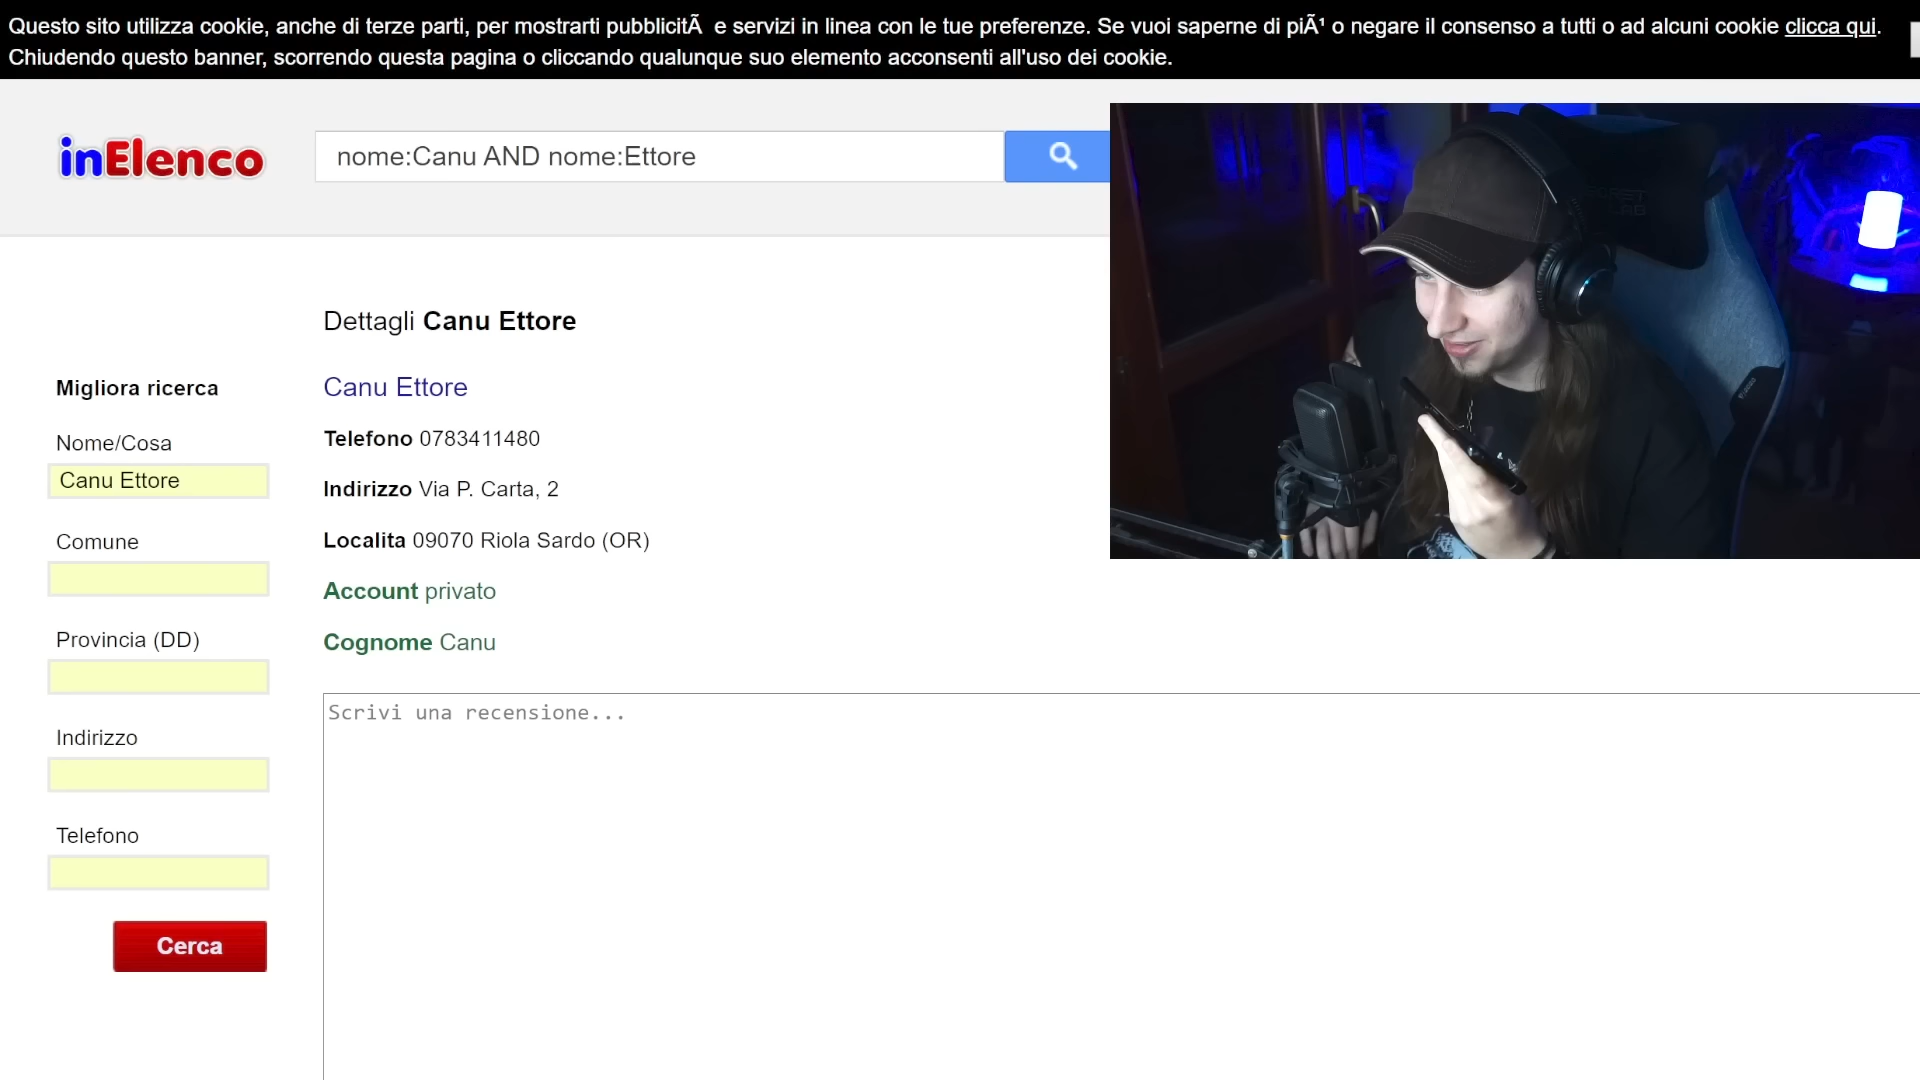 Questo sito utilizza cookie, anche di terze parti, per mostrarti pubblicitÃ  e servizi in linea con le tue preferenze. Se vuoi saperne di piÃ¹ o negare il consenso a tutti o ad alcuni cookie clicca qui.
Chiudendo questo banner, scorrendo questa pagina o cliccando qualunque suo elemento acconsenti all'uso dei cookie.
inElenco
nome:Canu AND nome:Ettore
Dettagli Canu Ettore
Migliora ricerca
Canu Ettore
Nome/Cosa
Telefono 0783411480
Canu Ettore
Indirizzo Via P. Carta, 2
Comune
Localita 09070 Riola Sardo (OR)
Account privato
Provincia (DD)
Cognome Canu
Scrivi una recensione...
Indirizzo
Telefono
Cerca